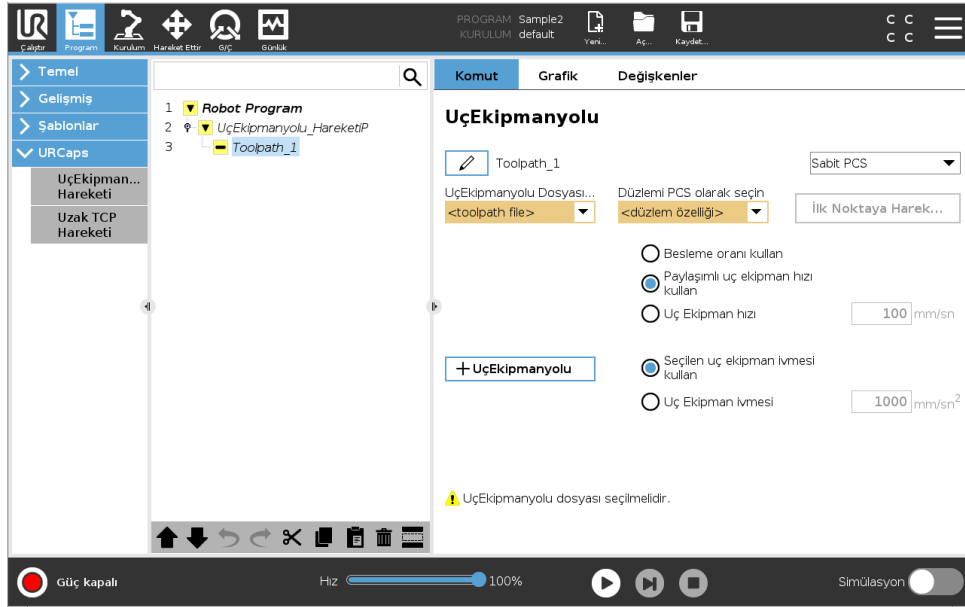 PROGRAM Sample2
KURULUM default
C C
C C
Çalıştır Program Kurulum Hareket Ettir G/Ç Günlük Yeni... Aç... Kaydet...
Temel
Gelişmiş
Şablonlar
URCaps
UçEkipman...
Hareketi
Uzak TCP
Hareketi
1 Robot Program
2 UçEkipmanyolu_HareketiP
3 Toolpath_1
Komut Grafik Değişkenler
UçEkipmanyolu
Toolpath_1 Sabit PCS
UçEkipmanyolu Dosyası... Düzlemi PCS olarak seçin
<toolpath file> <düzlem özelliği> İlk Noktaya Harek...
Besleme oranı kullan
Paylaşımlı uç ekipman hızı
kullan
Uç Ekipman hızı 100 mm/sn
+ UçEkipmanyolu
Seçilen uç ekipman ivmesi
kullan
Uç Ekipman ivmesi 1000 mm/sn²
UçEkipmanyolu dosyası seçilmelidir.
Güç kapalı Hız 100% Simülasyon